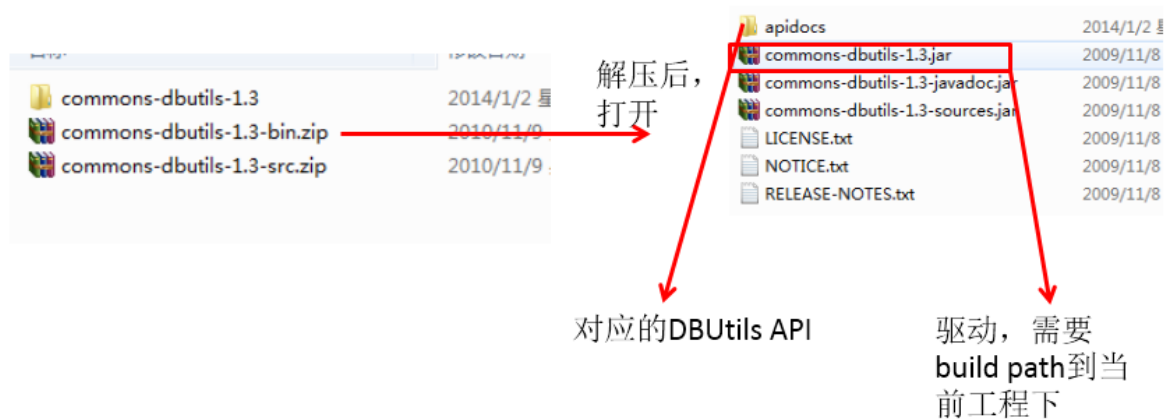 commons-dbutils-1.3
2014/1/2
commons-dbutils-1.3-bin.zip
2010/11/9
commons-dbutils-1.3-src.zip
2010/11/9
解压后，
打开
apidocs
2014/1/2
commons-dbutils-1.3.jar
2009/11/8
commons-dbutils-1.3-javadoc.jar
2009/11/8
commons-dbutils-1.3-sources.jar
2009/11/8
LICENSE.txt
2009/11/8
NOTICE.txt
2009/11/8
RELEASE-NOTES.txt
2009/11/8
对应的DBUtils API
驱动，需要
build path到当
前工程下